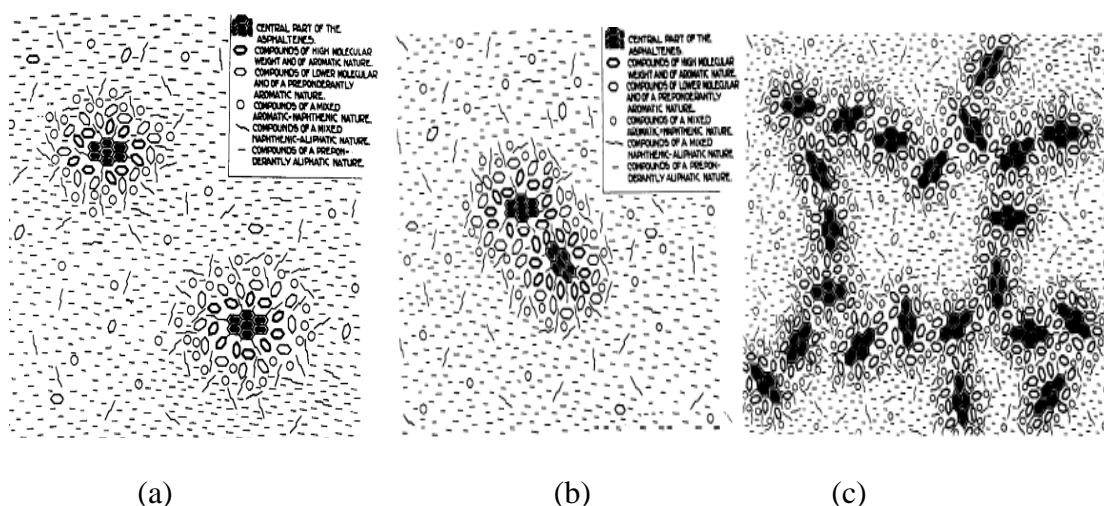 CENTRAL PART OF THE
ASPHALTENES.
COMPOUNDS OF HIGH MOLECULAR
WEIGHT AND OF AROMATIC NATURE.
COMPOUNDS OF LOWER MOLECULAR
AND OF A PREPONDERANTLY
AROMATIC NATURE.
COMPOUNDS OF A MIXED
AROMATIC-NAPHTHENIC NATURE.
COMPOUNDS OF A MIXED
NAPHTHENIC-ALIPHATIC NATURE.
COMPOUNDS OF A PREPON-
DERANTLY ALIPHATIC NATURE.
CENTRAL PART OF THE
ASPHALTENES.
COMPOUNDS OF HIGH MOLECULAR
WEIGHT AND OF AROMATIC NATURE.
COMPOUNDS OF LOWER MOLECULAR
AND OF A PREPONDERANTLY
AROMATIC NATURE.
COMPOUNDS OF A MIXED
AROMATIC-NAPHTHENIC NATURE.
COMPOUNDS OF A MIXED
NAPHTHENIC-ALIPHATIC NATURE.
COMPOUNDS OF A PREPON-
DERANTLY ALIPHATIC NATURE.
(a)
(b)
(c)